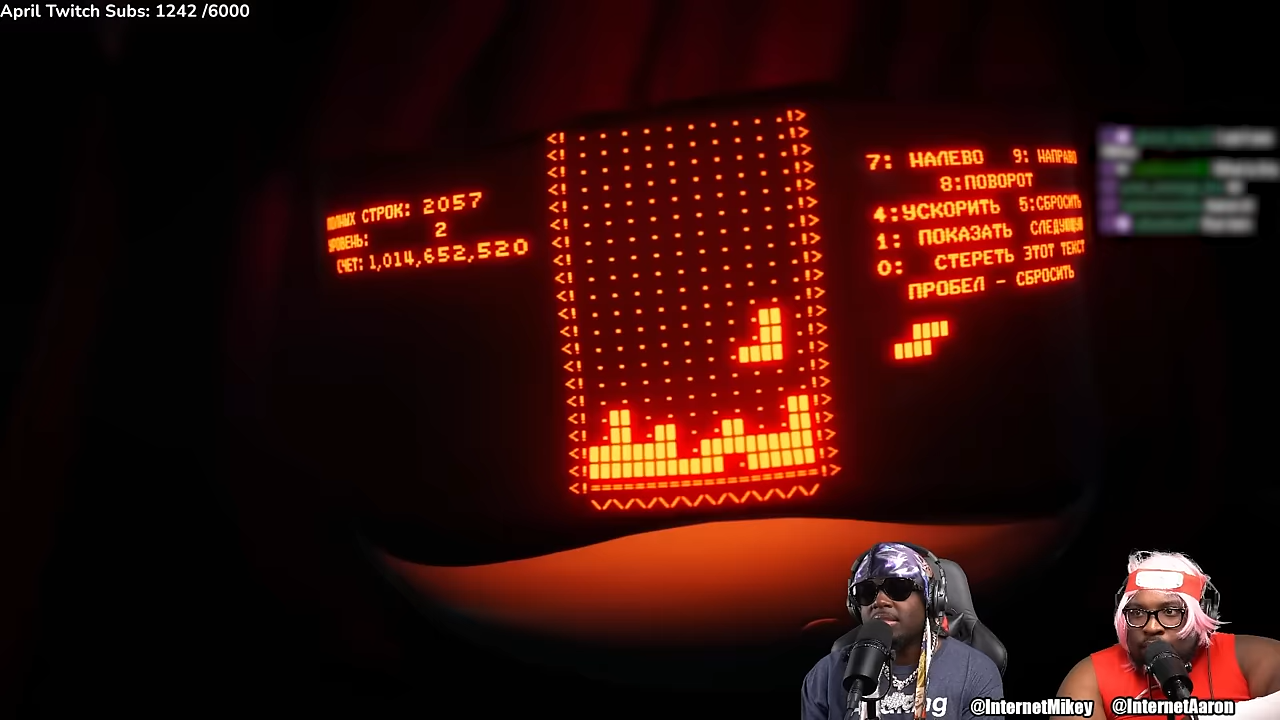 April Twitch Subs: 1242 /6000
ПОЛНЫХ СТРОК: 2057
УРОВЕНЬ: 2
СЧЕТ: 1,014,652,520
7: НАЛЕВО 9: НАПРАВО
8:ПОВОРОТ
4:УСКОРИТЬ 5:СБРОСИТЬ
1: ПОКАЗАТЬ СЛЕДУЮЩУЮ
0: СТЕРЕТЬ ЭТОТ ТЕКСТ
ПРОБЕЛ - СБРОСИТЬ
@InternetMikey @InternetAaron